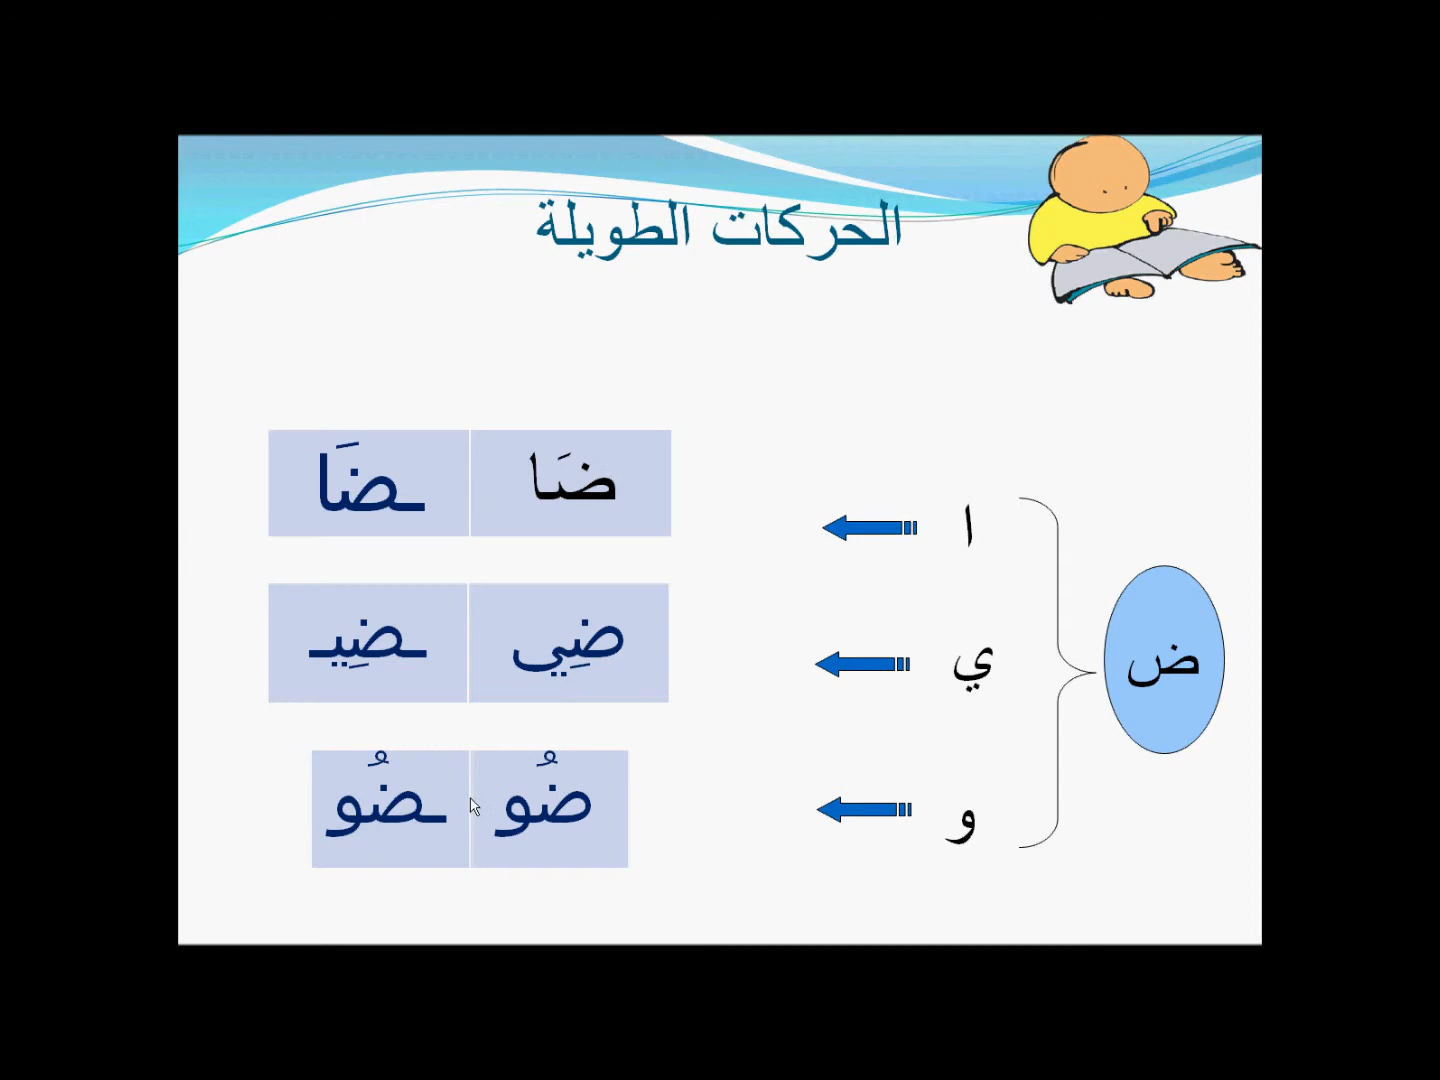 الحركات الطويلة
ض
ا
ضَا ـضَا
ي
ضِي ـضِيـ
و
ضُو ـضُو